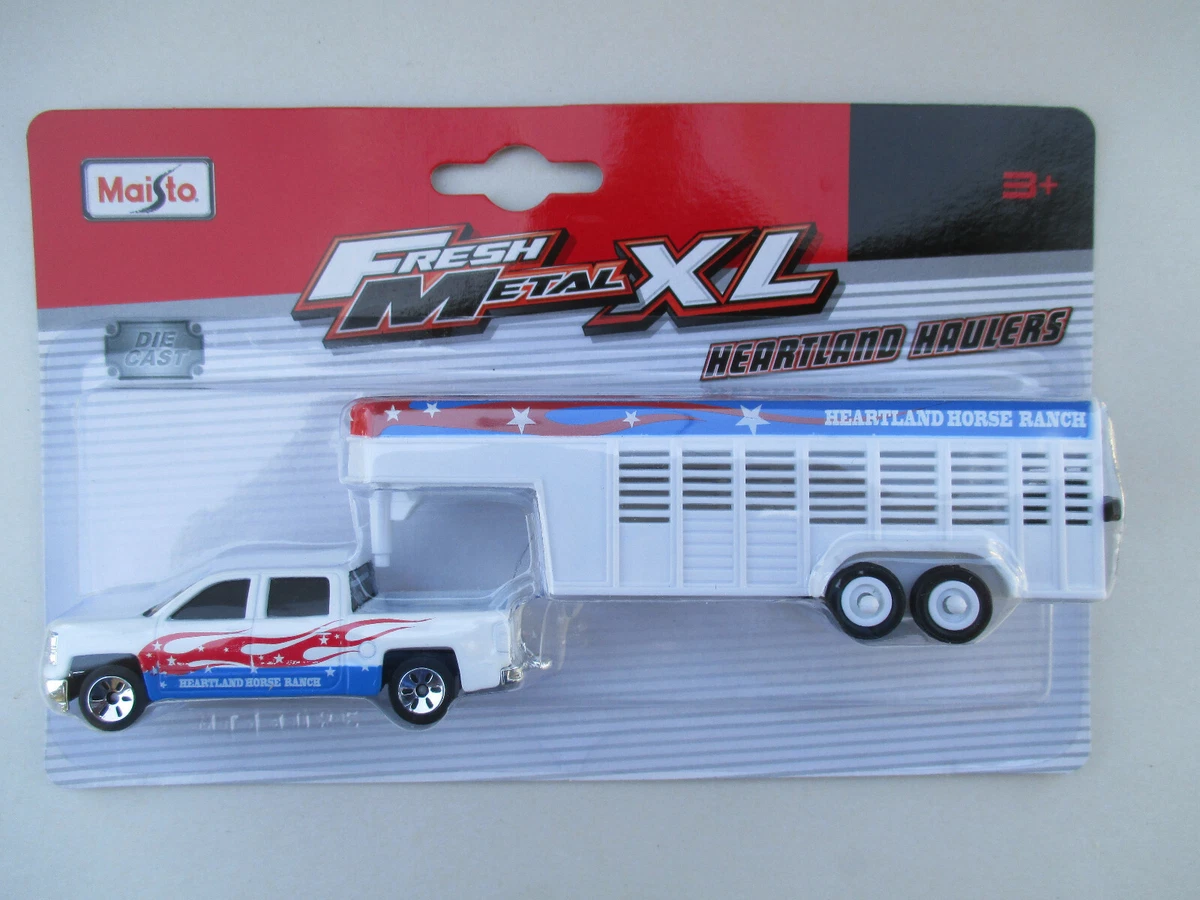 Maisto
3+
FRESH
METAL XL
DIE
CAST
HEARTLAND HAULERS
HEARTLAND HORSE RANCH
HEARTLAND HORSE RANCH